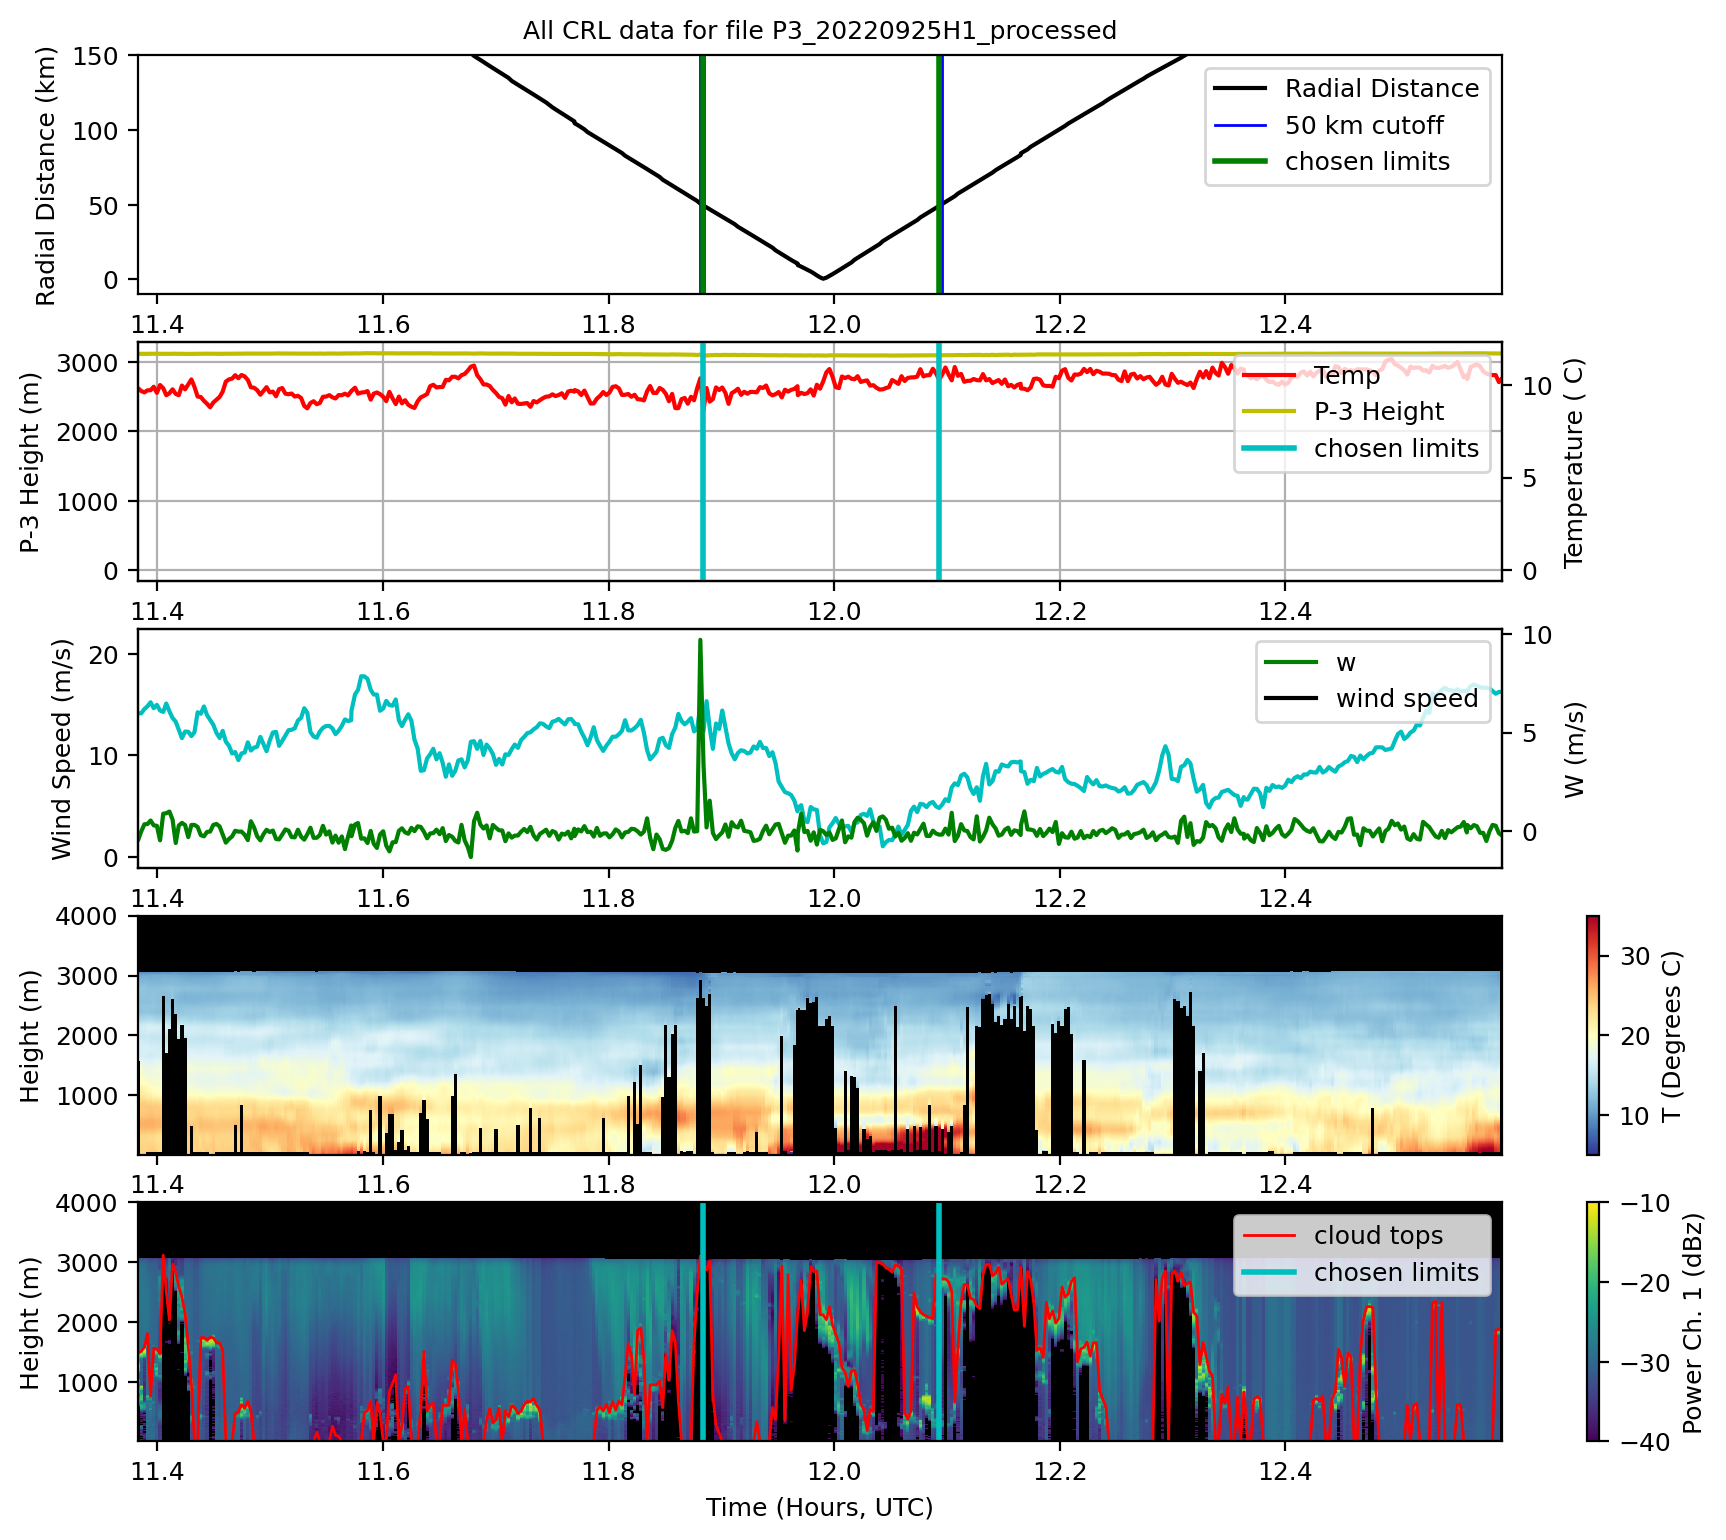 All CRL data for file P3_20220925H1_processed
Radial Distance (km)
150
100
50
0
Radial Distance
50 km cutoff
chosen limits
11.4 11.6 11.8 12.0 12.2 12.4
P-3 Height (m)
3000
2000
1000
0
Temp
P-3 Height
chosen limits
10
5
0
Temperature ( C)
11.4 11.6 11.8 12.0 12.2 12.4
Wind Speed (m/s)
20
10
0
w
wind speed
10
5
0
W (m/s)
11.4 11.6 11.8 12.0 12.2 12.4
Height (m)
4000
3000
2000
1000
30
20
10
T (Degrees C)
11.4 11.6 11.8 12.0 12.2 12.4
Height (m)
4000
3000
2000
1000
cloud tops
chosen limits
−10
−20
−30
−40
Power Ch. 1 (dBz)
11.4 11.6 11.8 12.0 12.2 12.4
Time (Hours, UTC)